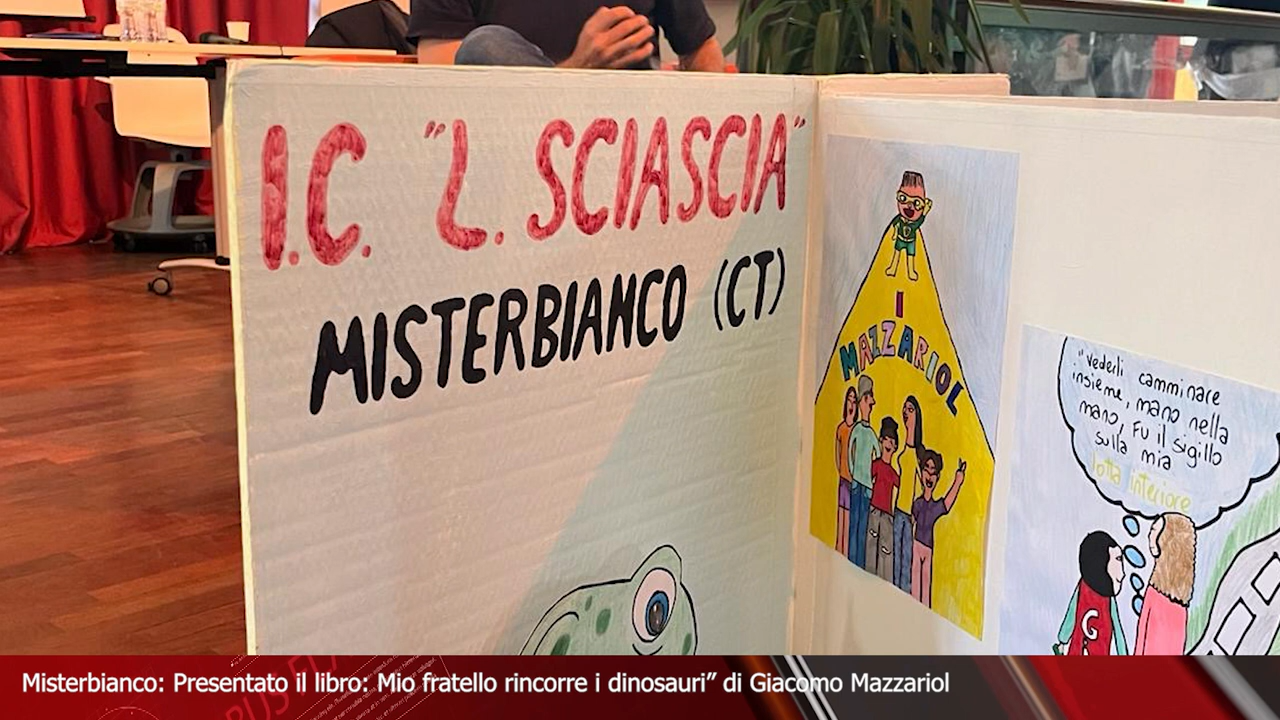 I.C. "L. SCIASCIA"
MISTERBIANCO (CT)
I
MAZZARIOL
"vederli camminare
insieme, mano nella
mano, Fu il sigillo
sulla mia
lotta interiore
G
Misterbianco: Presentato il libro: Mio fratello rincorre i dinosauri” di Giacomo Mazzariol